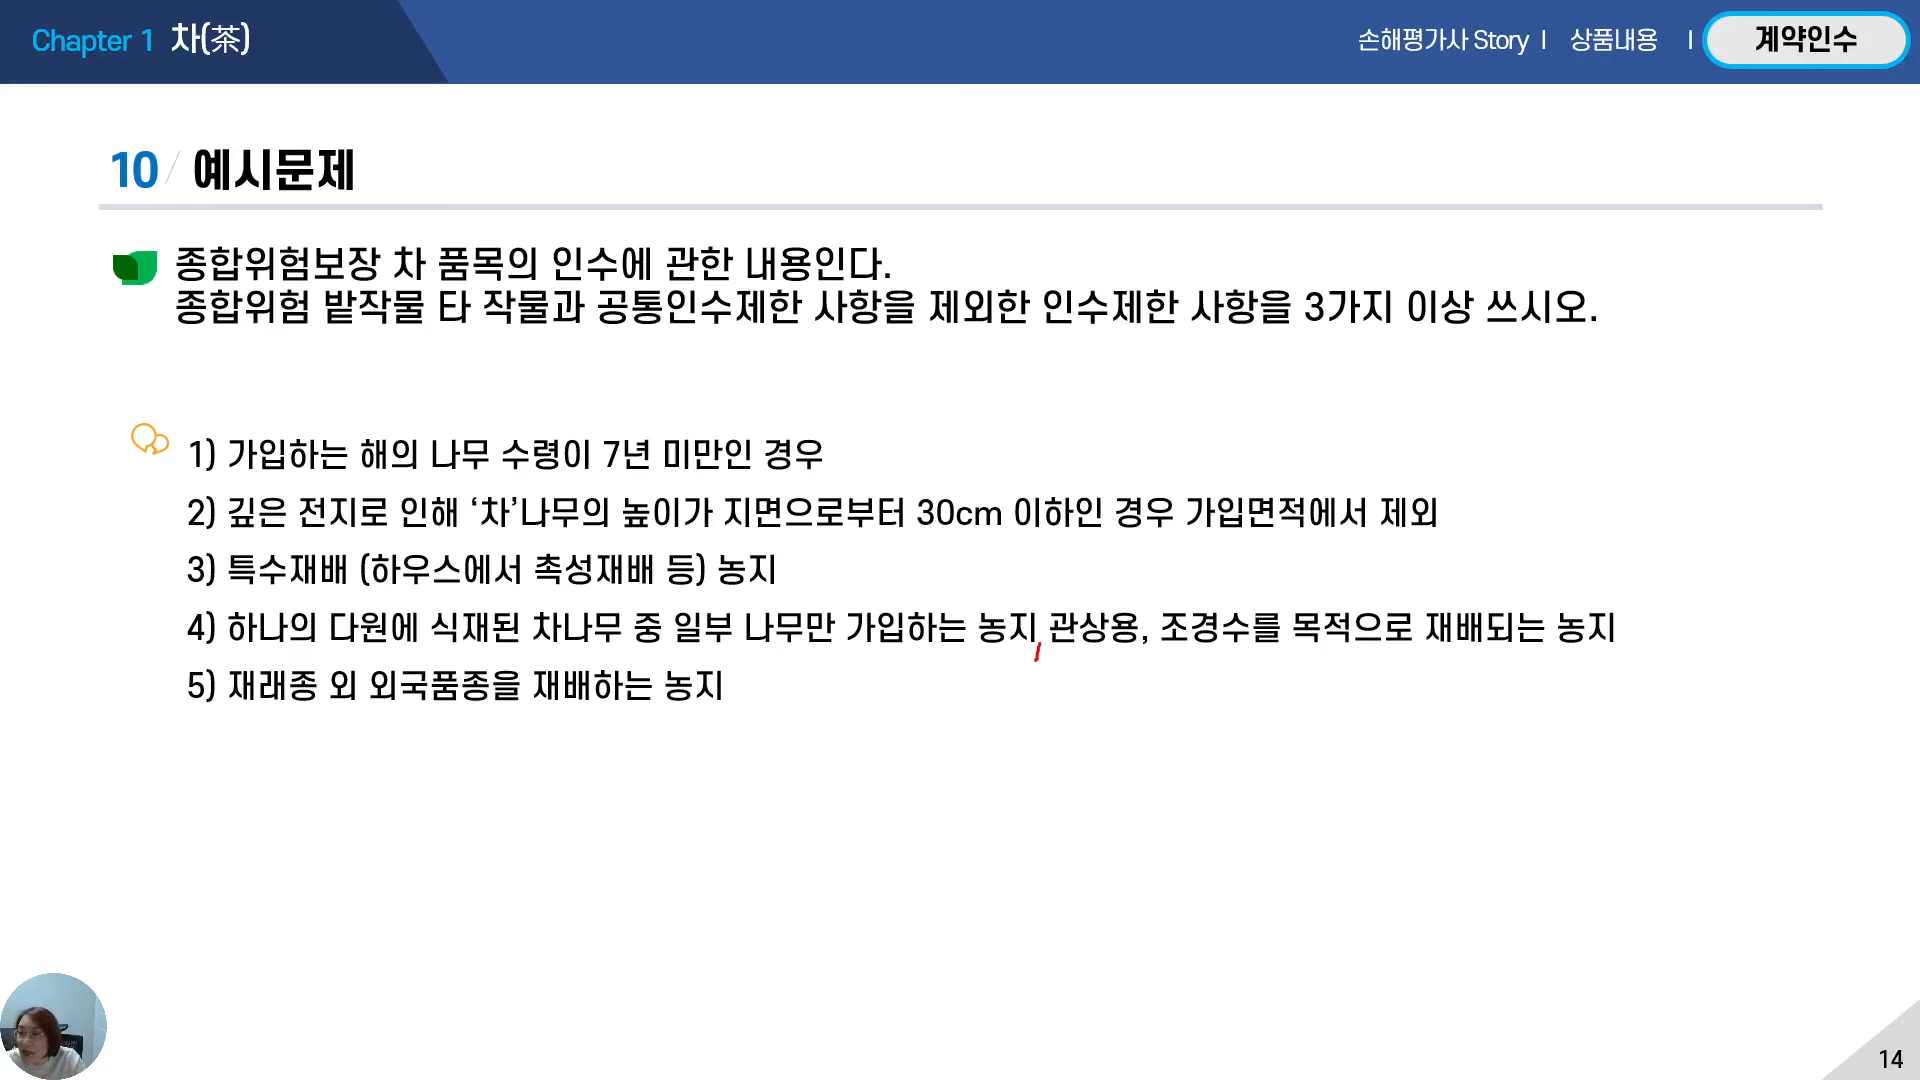 Chapter 1 차(茶)
손해평가사 Story ㅣ 상품내용 ㅣ 계약인수
10 / 예시문제
종합위험보장 차 품목의 인수에 관한 내용인다.
종합위험 밭작물 타 작물과 공통인수제한 사항을 제외한 인수제한 사항을 3가지 이상 쓰시오.
1) 가입하는 해의 나무 수령이 7년 미만인 경우
2) 깊은 전지로 인해 ‘차’나무의 높이가 지면으로부터 30cm 이하인 경우 가입면적에서 제외
3) 특수재배 (하우스에서 촉성재배 등) 농지
4) 하나의 다원에 식재된 차나무 중 일부 나무만 가입하는 농지, 관상용, 조경수를 목적으로 재배되는 농지
5) 재래종 외 외국품종을 재배하는 농지
14